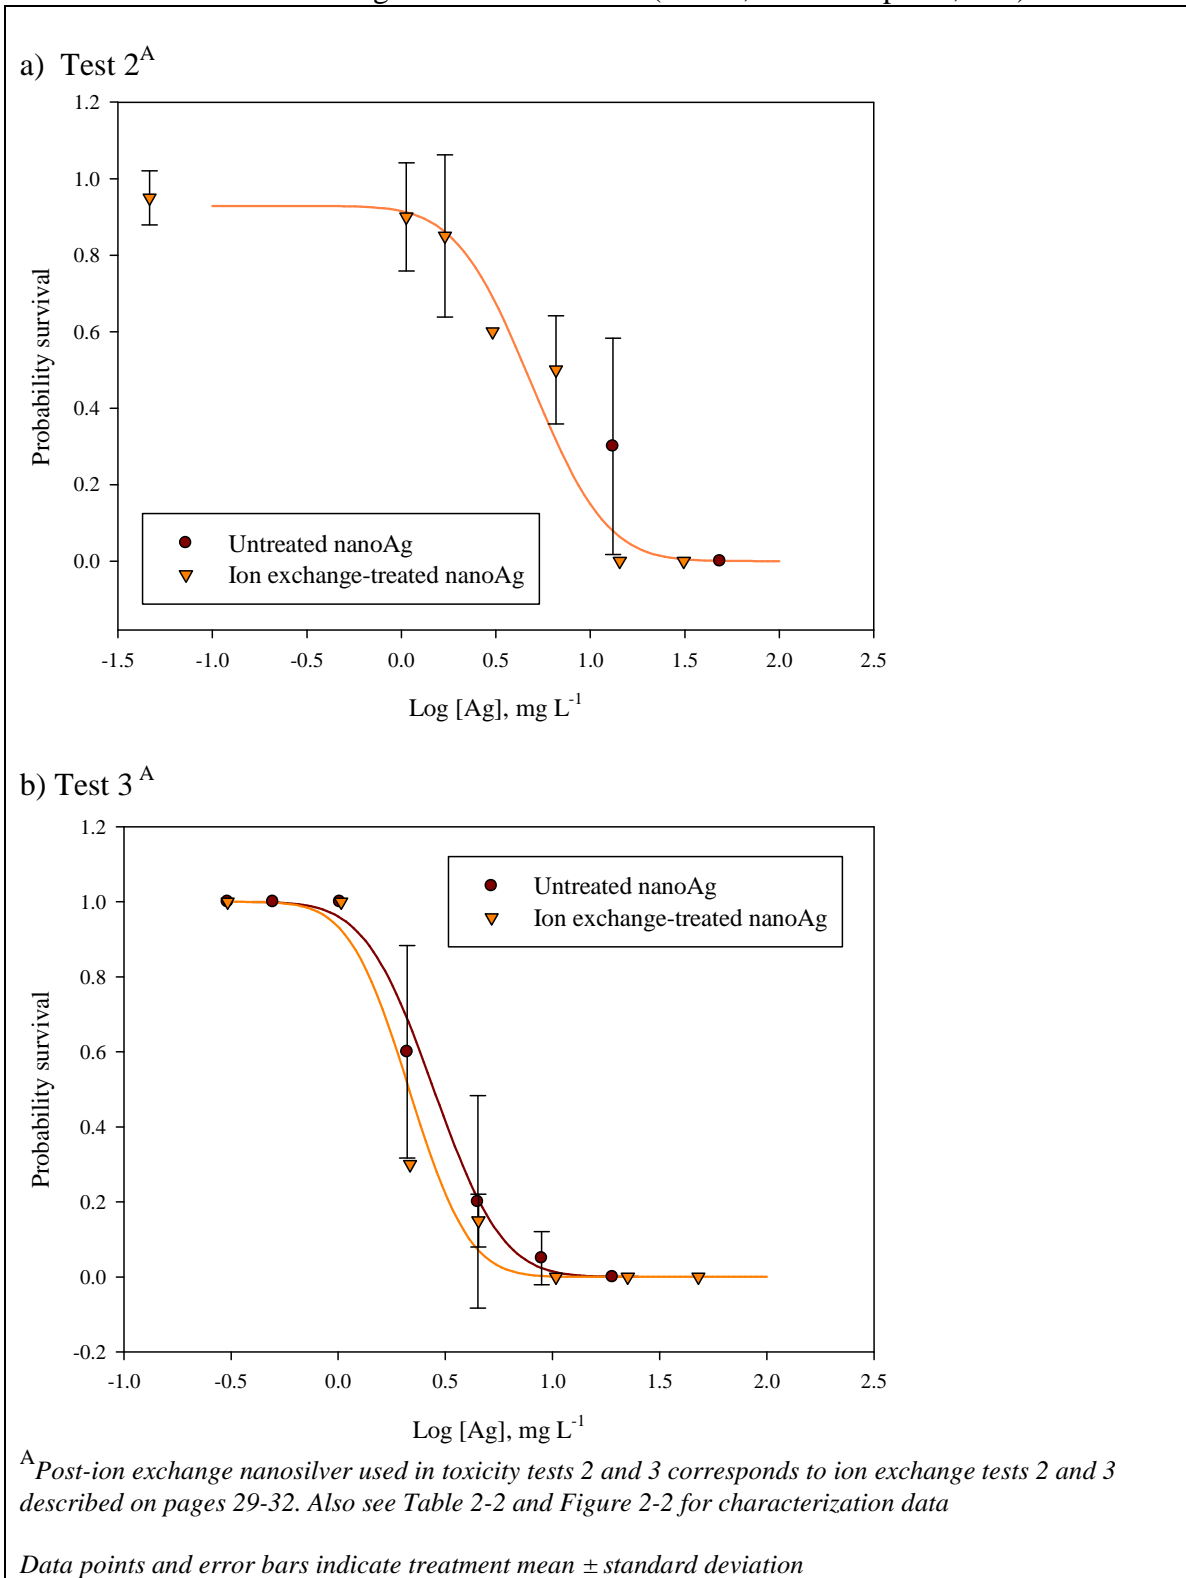 a) Test 2A
1.2
1.0
0.8
0.6
0.4
0.2
0.0
Probability survival
Untreated nanoAg
Ion exchange-treated nanoAg
-1.5 -1.0 -0.5 0.0 0.5 1.0 1.5 2.0 2.5
Log [Ag], mg L-1
b) Test 3 A
1.2
1.0
0.8
0.6
0.4
0.2
0.0
-0.2
Probability survival
Untreated nanoAg
Ion exchange-treated nanoAg
-1.0 -0.5 0.0 0.5 1.0 1.5 2.0 2.5
Log [Ag], mg L-1
APost-ion exchange nanosilver used in toxicity tests 2 and 3 corresponds to ion exchange tests 2 and 3
described on pages 29-32. Also see Table 2-2 and Figure 2-2 for characterization data
Data points and error bars indicate treatment mean ± standard deviation